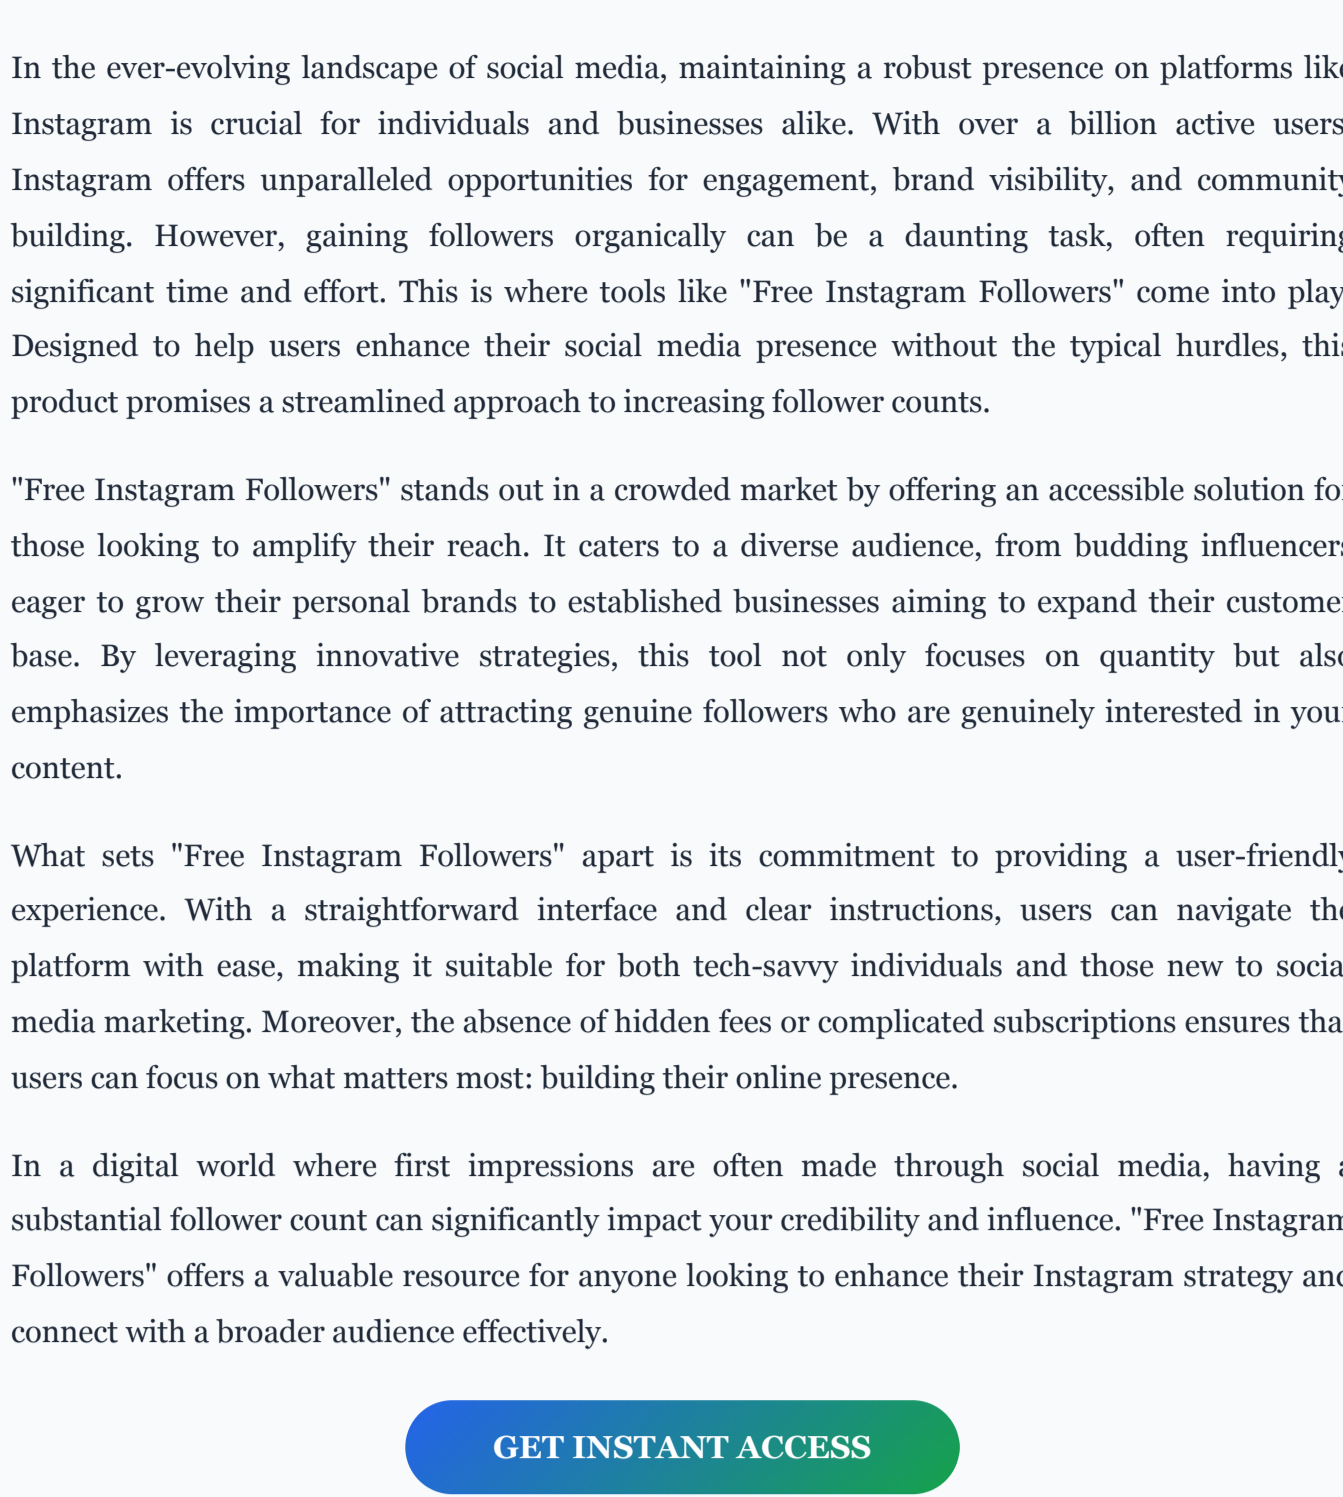 In the ever-evolving landscape of social media, maintaining a robust presence on platforms like
Instagram is crucial for individuals and businesses alike. With over a billion active users,
Instagram offers unparalleled opportunities for engagement, brand visibility, and community
building. However, gaining followers organically can be a daunting task, often requiring
significant time and effort. This is where tools like "Free Instagram Followers" come into play.
Designed to help users enhance their social media presence without the typical hurdles, this
product promises a streamlined approach to increasing follower counts.
"Free Instagram Followers" stands out in a crowded market by offering an accessible solution for
those looking to amplify their reach. It caters to a diverse audience, from budding influencers
eager to grow their personal brands to established businesses aiming to expand their customer
base. By leveraging innovative strategies, this tool not only focuses on quantity but also
emphasizes the importance of attracting genuine followers who are genuinely interested in your
content.
What sets "Free Instagram Followers" apart is its commitment to providing a user-friendly
experience. With a straightforward interface and clear instructions, users can navigate the
platform with ease, making it suitable for both tech-savvy individuals and those new to social
media marketing. Moreover, the absence of hidden fees or complicated subscriptions ensures that
users can focus on what matters most: building their online presence.
In a digital world where first impressions are often made through social media, having a
substantial follower count can significantly impact your credibility and influence. "Free Instagram
Followers" offers a valuable resource for anyone looking to enhance their Instagram strategy and
connect with a broader audience effectively.
GET INSTANT ACCESS